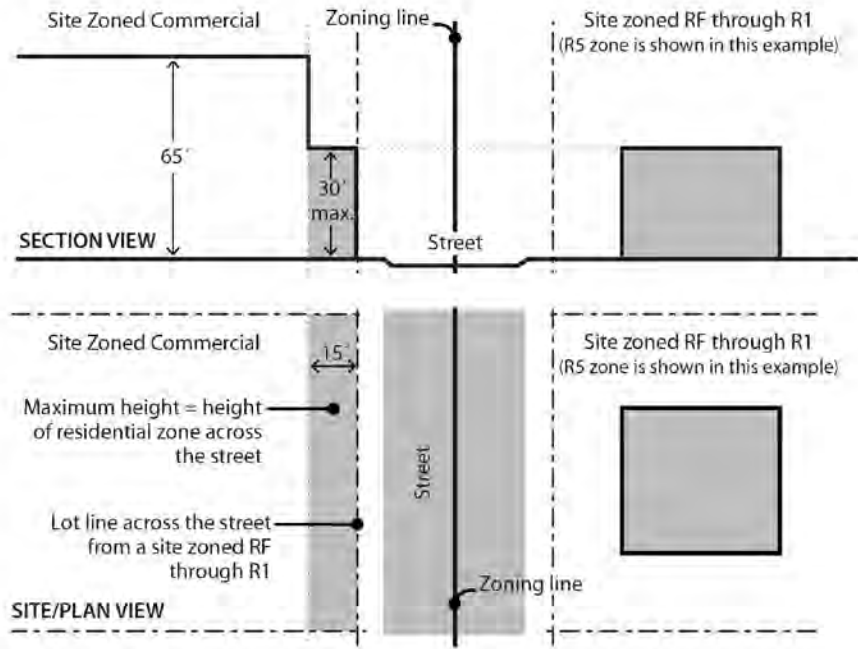 Site Zoned Commercial
Zoning line
Site zoned RF through R1
(R5 zone is shown in this example)
65´
30´
max.
SECTION VIEW
Street
Site Zoned Commercial
15´
Site zoned RF through R1
(R5 zone is shown in this example)
Maximum height = height
of residential zone across
the street
Street
Lot line across the street
from a site zoned RF
through R1
Zoning line
SITE/PLAN VIEW